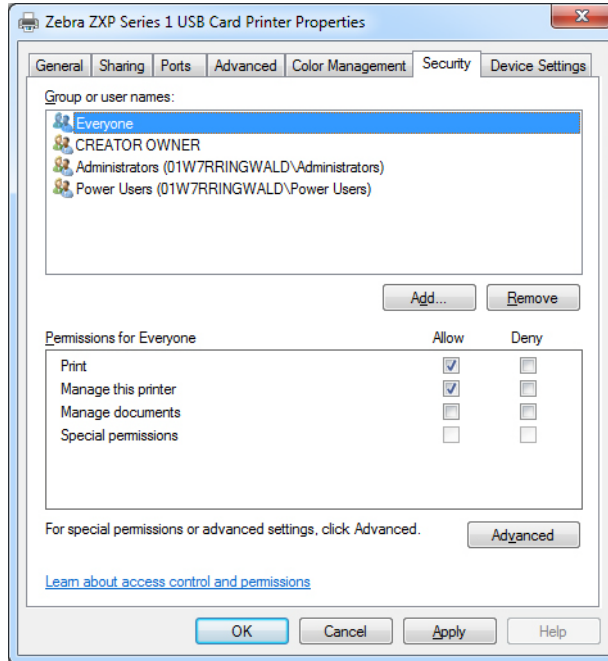 Zebra ZXP Series 1 USB Card Printer Properties
General Sharing Ports Advanced Color Management Security Device Settings
Group or user names:
Everyone
CREATOR OWNER
Administrators (01W7RRINGWALD\Administrators)
Power Users (01W7RRINGWALD\Power Users)
Add... Remove
Permissions for Everyone Allow Deny
Print
Manage this printer
Manage documents
Special permissions
For special permissions or advanced settings, click Advanced. Advanced
Learn about access control and permissions
OK Cancel Apply Help